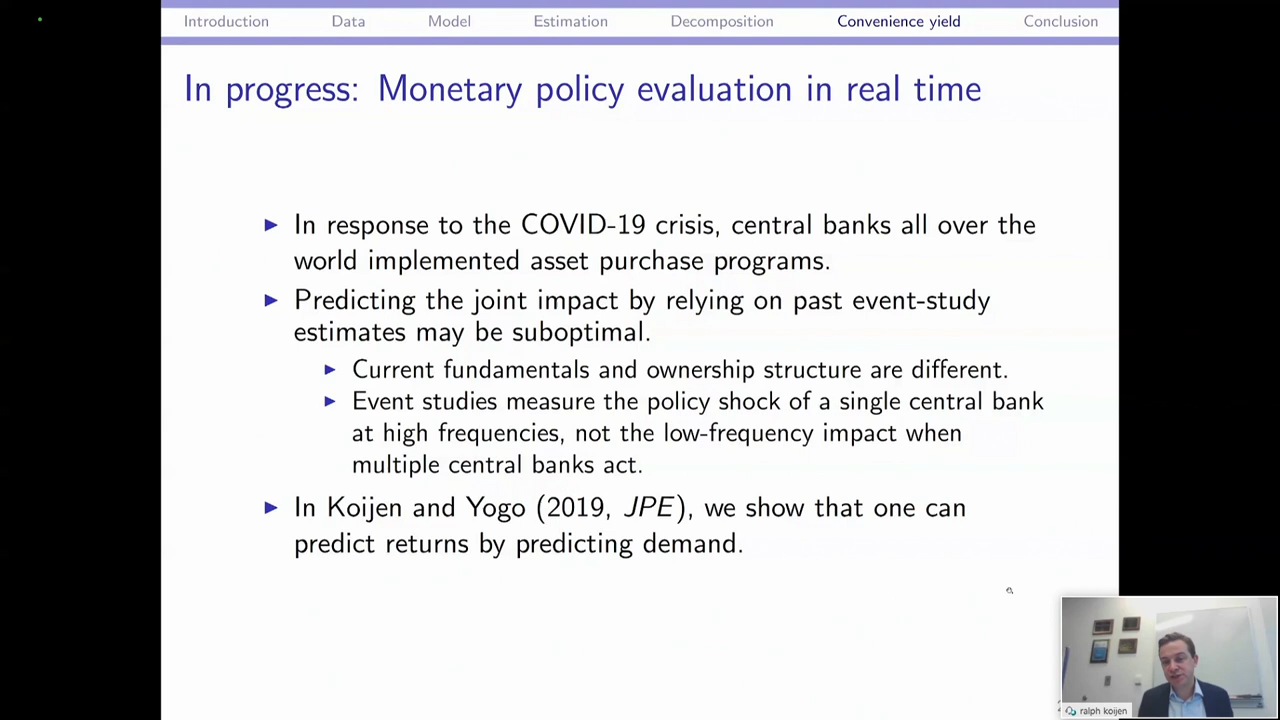 Introduction Data Model Estimation Decomposition Convenience yield Conclusion
In progress: Monetary policy evaluation in real time
In response to the COVID-19 crisis, central banks all over the
world implemented asset purchase programs.
Predicting the joint impact by relying on past event-study
estimates may be suboptimal.
Current fundamentals and ownership structure are different.
Event studies measure the policy shock of a single central bank
at high frequencies, not the low-frequency impact when
multiple central banks act.
In Koijen and Yogo (2019, JPE), we show that one can
predict returns by predicting demand.
ralph koijen